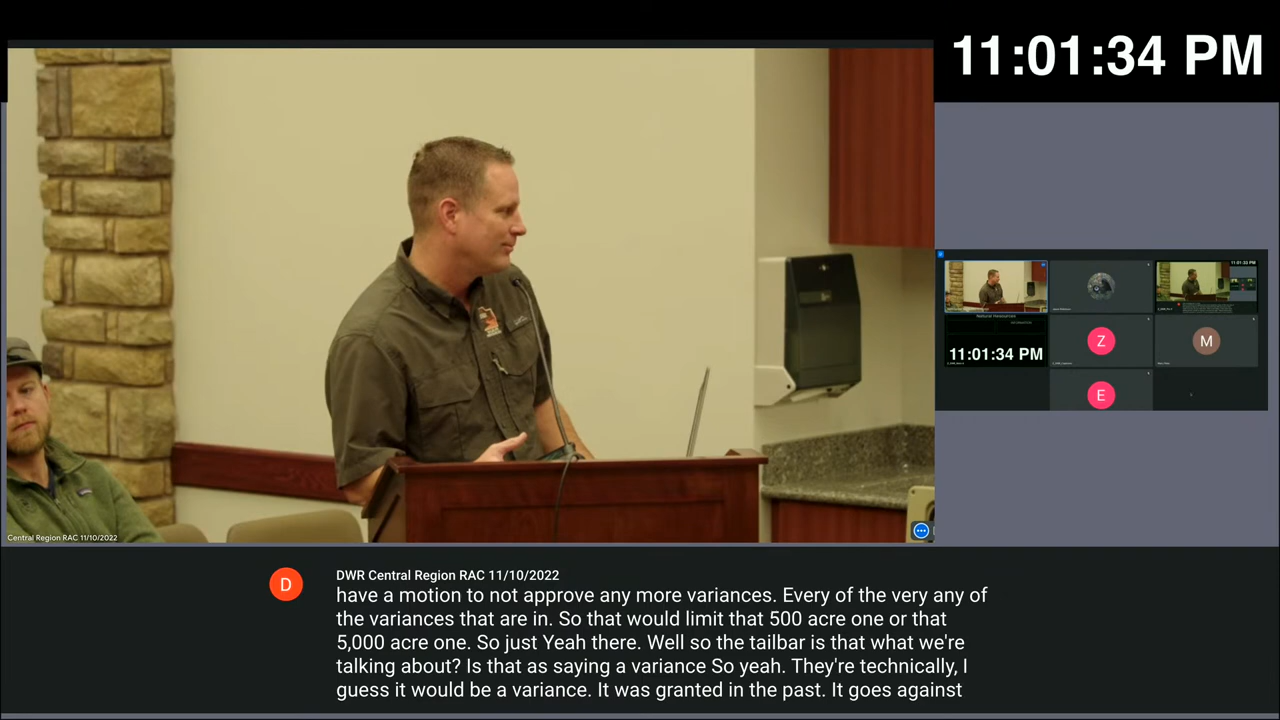 11:01:34 PM
11:01:33 PM
11:01:34 PM
Z
M
E
Central Region RAC 11/10/2022
D
DWR Central Region RAC 11/10/2022
have a motion to not approve any more variances. Every of the very any of
the variances that are in. So that would limit that 500 acre one or that
5,000 acre one. So just Yeah there. Well so the tailbar is that what we're
talking about? Is that as saying a variance So yeah. They're technically, I
guess it would be a variance. It was granted in the past. It goes against